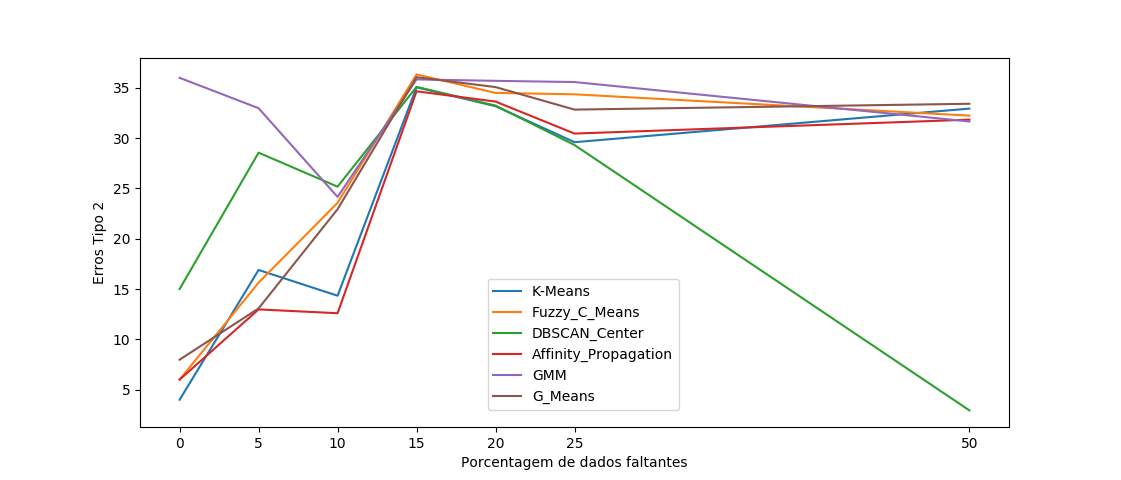 35
30
25
20
15
10
5
Erros Tipo 2
K-Means
Fuzzy_C_Means
DBSCAN_Center
Affinity_Propagation
GMM
G_Means
0 5 10 15 20 25 50
Porcentagem de dados faltantes